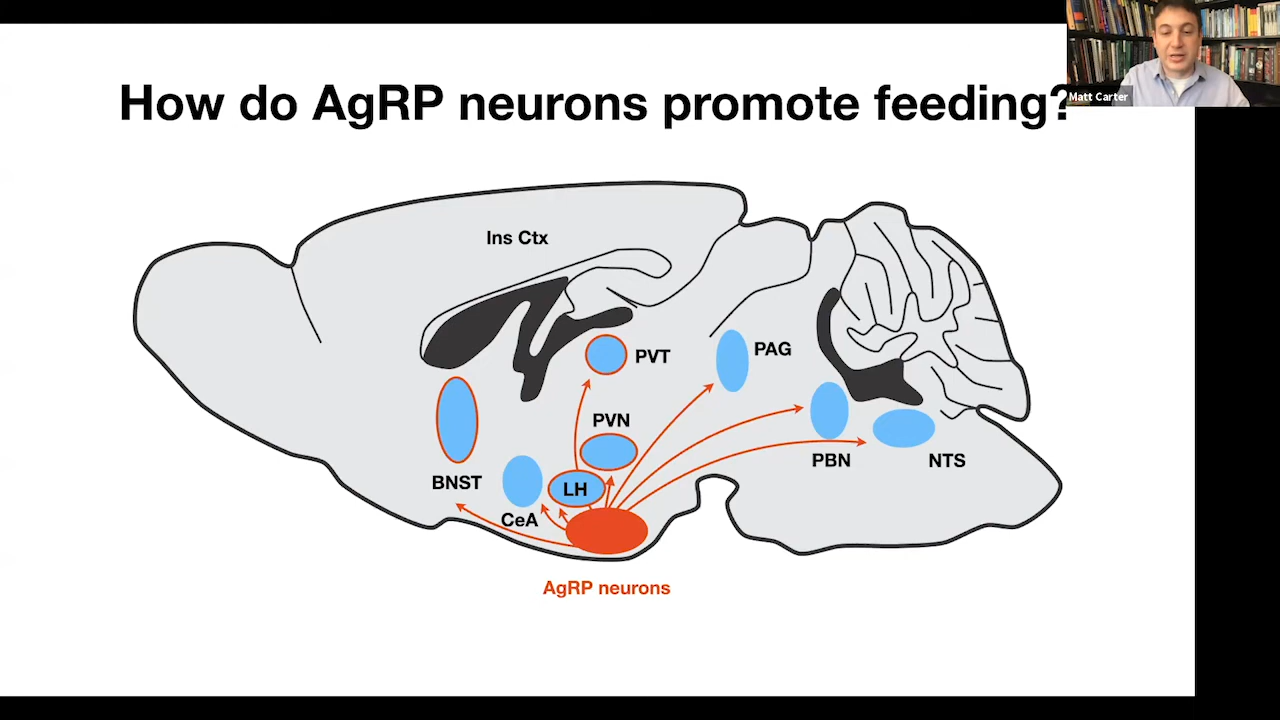 How do AgRP neurons promote feeding?
Matt Carter
Ins Ctx
PVT
PAG
PVN
BNST
LH
CeA
PBN
NTS
AgRP neurons